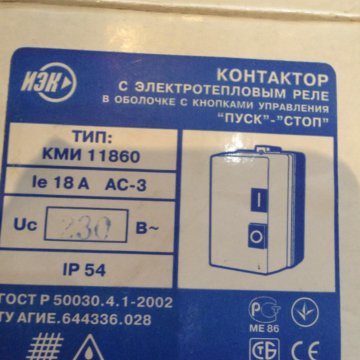 ИЭК
КОНТАКТОР
С ЭЛЕКТРОТЕПЛОВЫМ РЕЛЕ
В ОБОЛОЧКЕ С КНОПКАМИ УПРАВЛЕНИЯ
"ПУСК"-"СТОП"
ТИП:
КМИ 11860
Ie 18 А АС-3
Uc 230 В~
IP 54
I
O
ГОСТ Р 50030.4.1-2002
ТУ АГИЕ.644336.028
МЕ 86